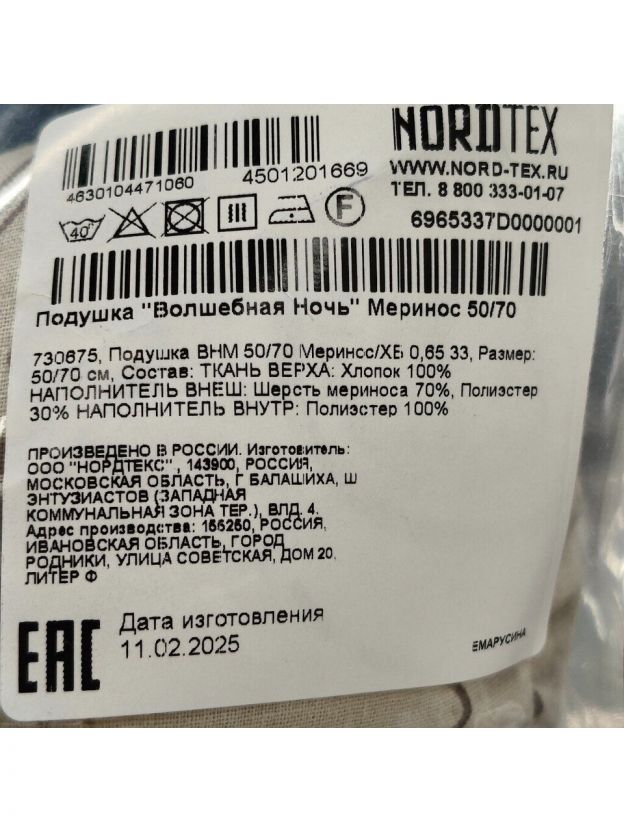 NORDTEX
WWW.NORD-TEX.RU
ТЕЛ. 8 800 333-01-07
4630104471060
4501201669
40°
F
6965337D0000001
Подушка "Волшебная Ночь" Меринос 50/70
730675, Подушка ВНМ 50/70 Меринос/ХБ 0,65 33, Размер:
50/70 см, Состав: ТКАНЬ ВЕРХА: Хлопок 100%
НАПОЛНИТЕЛЬ ВНЕШ: Шерсть мериноса 70%, Полиэстер
30% НАПОЛНИТЕЛЬ ВНУТР: Полиэстер 100%
ПРОИЗВЕДЕНО В РОССИИ. Изготовитель:
ООО "НОРДТЕКС" , 143900, РОССИЯ,
МОСКОВСКАЯ ОБЛАСТЬ, Г БАЛАШИХА, Ш
ЭНТУЗИАСТОВ (ЗАПАДНАЯ
КОММУНАЛЬНАЯ ЗОНА ТЕР.), ВЛД. 4.
Адрес производства: 155250, РОССИЯ,
ИВАНОВСКАЯ ОБЛАСТЬ, ГОРОД
РОДНИКИ, УЛИЦА СОВЕТСКАЯ, ДОМ 20.
ЛИТЕР Ф
EAC
Дата изготовления
11.02.2025
ЕМАРУСИНА